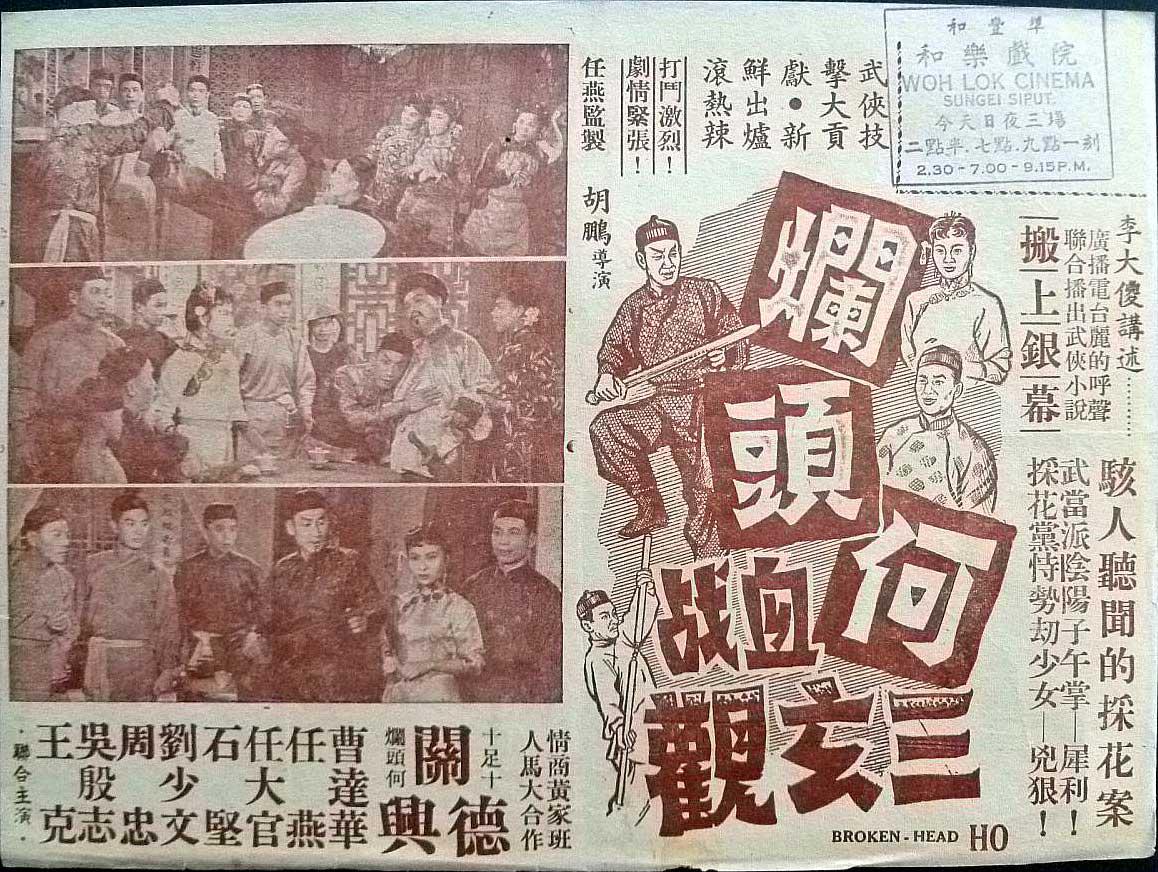 和豐埠
和樂戲院
WOH LOK CINEMA
SUNGEI SIPUT.
今天日夜三場
二點半.七點.九點一刻
2.30-7.00-9.15P.M.
武俠技
擊大貢
獻●新
鮮出爐
滾熱辣
打鬥激烈!
劇情緊張!
任燕監製
胡鵬導演
李大傻講述………
廣播電台麗的呼聲
聯合播出武俠小說
搬上銀幕
駭人聽聞的採花案
武當派陰陽子午掌—犀利!
採花黨恃勢劫少女—兇狠!
爛頭何
血战
三玄觀
BROKEN-HEAD HO
情商黃家班
人馬大合作
十足十
關德興
爛頭何
曹達華
任燕
任大官
石堅
劉少文
周忠
吳殷志
王克
·聯合主演·